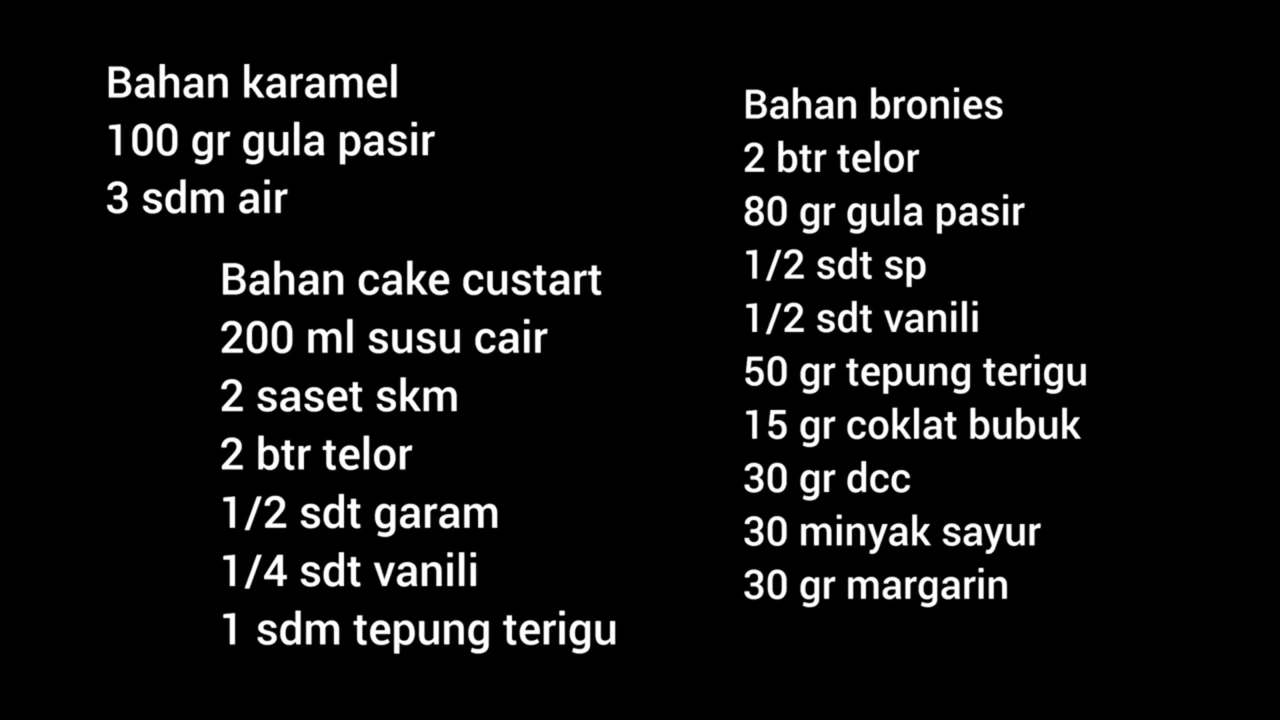 Bahan karamel
100 gr gula pasir
3 sdm air
Bahan cake custart
200 ml susu cair
2 saset skm
2 btr telor
1/2 sdt garam
1/4 sdt vanili
1 sdm tepung terigu
Bahan bronies
2 btr telor
80 gr gula pasir
1/2 sdt sp
1/2 sdt vanili
50 gr tepung terigu
15 gr coklat bubuk
30 gr dcc
30 minyak sayur
30 gr margarin